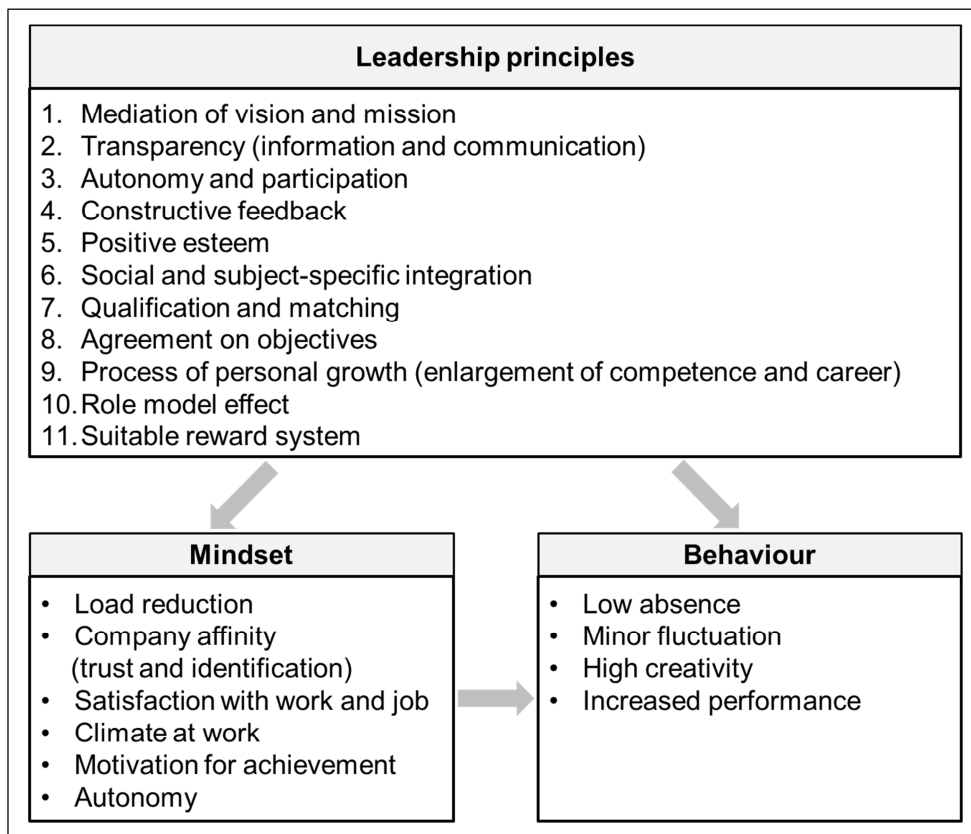 Leadership principles
1. Mediation of vision and mission
2. Transparency (information and communication)
3. Autonomy and participation
4. Constructive feedback
5. Positive esteem
6. Social and subject-specific integration
7. Qualification and matching
8. Agreement on objectives
9. Process of personal growth (enlargement of competence and career)
10. Role model effect
11. Suitable reward system
Mindset
• Load reduction
• Company affinity
(trust and identification)
• Satisfaction with work and job
• Climate at work
• Motivation for achievement
• Autonomy
Behaviour
• Low absence
• Minor fluctuation
• High creativity
• Increased performance